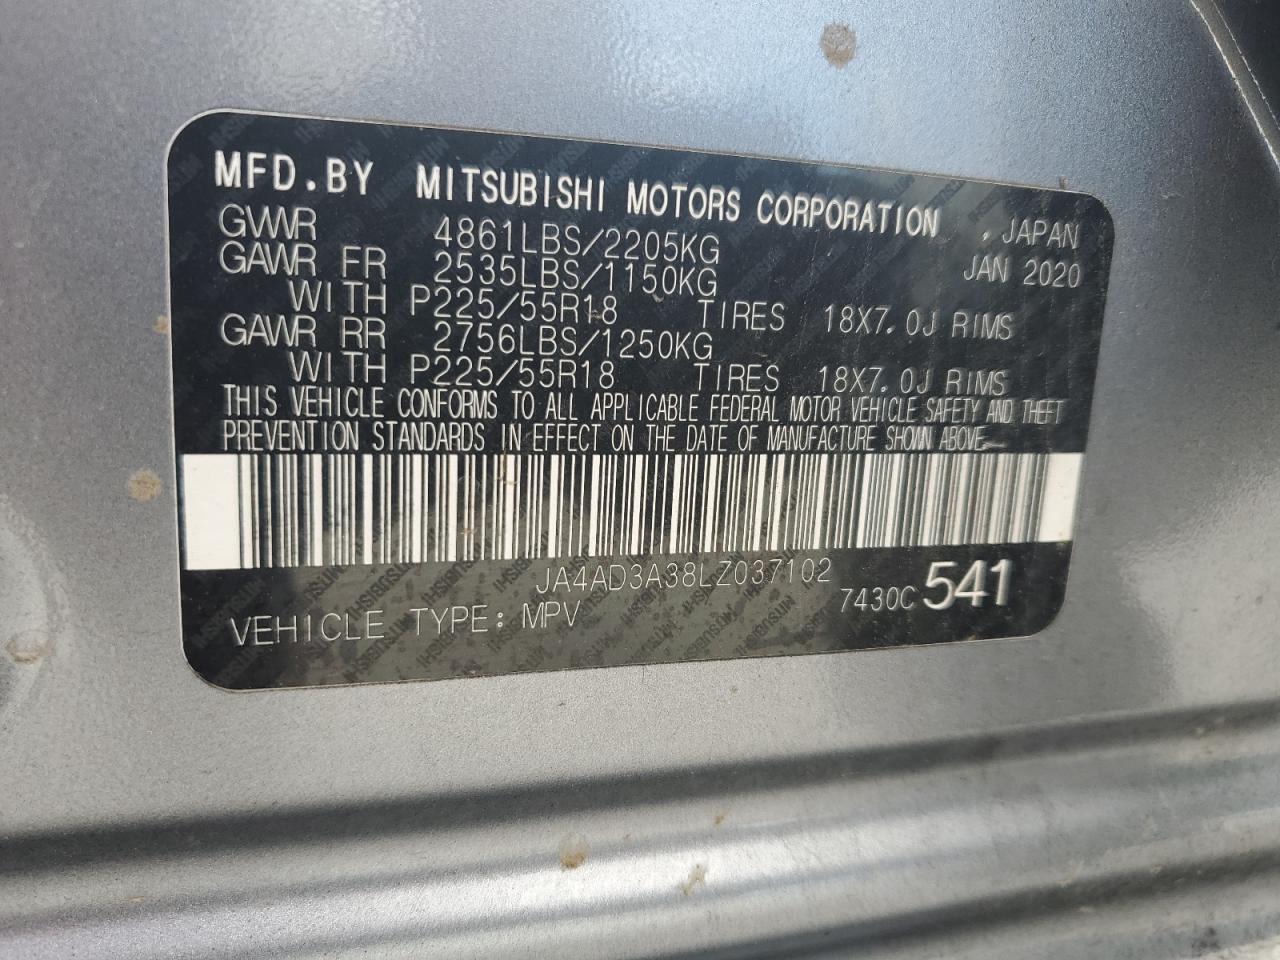 MFD.BY MITSUBISHI MOTORS CORPORATION , JAPAN
GVWR 4861LBS/2205KG JAN 2020
GAWR FR 2535LBS/1150KG
WITH P225/55R18 TIRES 18X7.0J RIMS
GAWR RR 2756LBS/1250KG
WITH P225/55R18 TIRES 18X7.0J RIMS
THIS VEHICLE CONFORMS TO ALL APPLICABLE FEDERAL MOTOR VEHICLE SAFETY AND THEFT
PREVENTION STANDARDS IN EFFECT ON THE DATE OF MANUFACTURE SHOWN ABOVE
JA4AD3A38LZ037102
VEHICLE TYPE: MPV 7430C 541